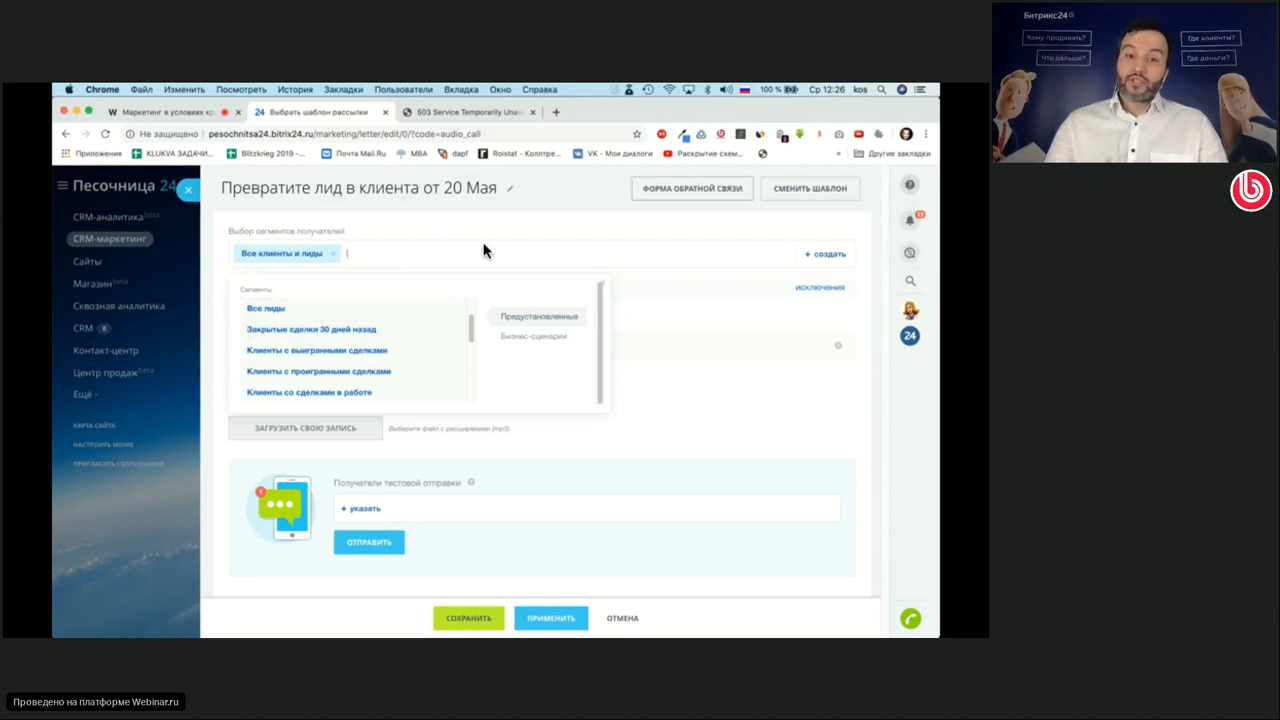 Битрикс24
Кому продавать?
Где клиенты?
Что дальше?
Где деньги?
Chrome Файл Изменить Посмотреть История Закладки Пользователи Вкладка Окно Справка 100 % Ср 12:26 kos
Маркетинг в условиях кр
24 Выбрать шаблон рассылки
503 Service Temporarily Una
Не защищено pesochnitsa24.bitrix24.ru/marketing/letter/edit/0/?code=audio_call
Приложения KLUKVA ЗАДАЧИ... Blitzkrieg 2019 -... Почта Mail.Ru MBA dapf Roistat - Коллтре... VK - Мои диалоги Раскрытие схем... » Другие закладки
Песочница 24
Превратите лид в клиента от 20 Мая
ФОРМА ОБРАТНОЙ СВЯЗИ
СМЕНИТЬ ШАБЛОН
CRM-аналитика beta
CRM-маркетинг
Сайты
Магазин beta
Сквозная аналитика
CRM 8
Контакт-центр
Центр продаж beta
Ещё
КАРТА САЙТА
НАСТРОИТЬ МЕНЮ
ПРИГЛАСИТЬ СОТРУДНИКОВ
Выбор сегментов получателей
Все клиенты и лиды ×
+ создать
исключения
Сегменты
Все лиды
Закрытые сделки 30 дней назад
Клиенты с выигранными сделками
Клиенты с проигранными сделками
Клиенты со сделками в работе
Предустановленные
Бизнес-сценарии
ЗАГРУЗИТЬ СВОЮ ЗАПИСЬ
Выберите файл с расширением (mp3)
Получатели тестовой отправки
+ указать
ОТПРАВИТЬ
СОХРАНИТЬ
ПРИМЕНИТЬ
ОТМЕНА
24
Проведено на платформе Webinar.ru